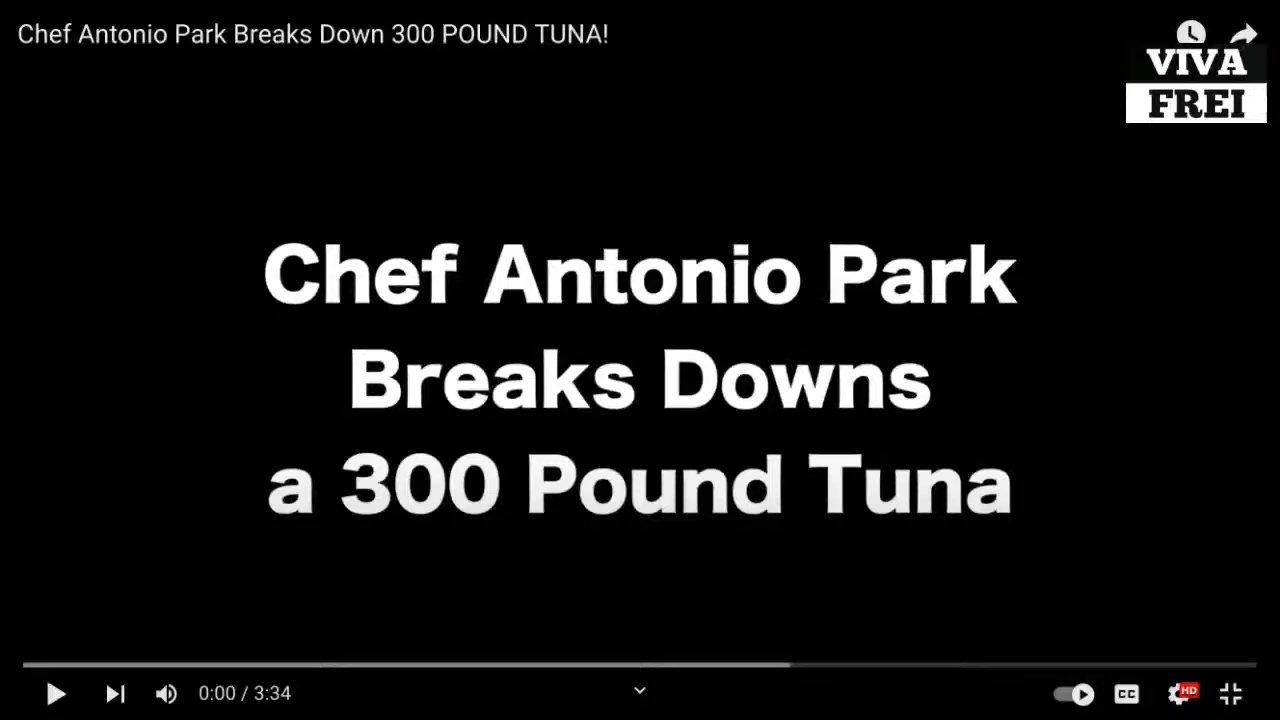 Chef Antonio Park Breaks Down 300 POUND TUNA!
VIVA
FREI
Chef Antonio Park
Breaks Downs
a 300 Pound Tuna
0:00 / 3:34
CC
HD